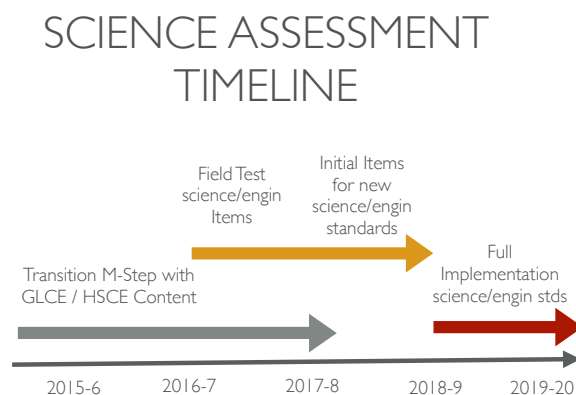 SCIENCE ASSESSMENT
TIMELINE
Field Test
science/engin
Items
Initial Items
for new
science/engin
standards
Transition M-Step with
GLCE / HSCE Content
Full
Implementation
science/engin stds
2015-6
2016-7
2017-8
2018-9
2019-20